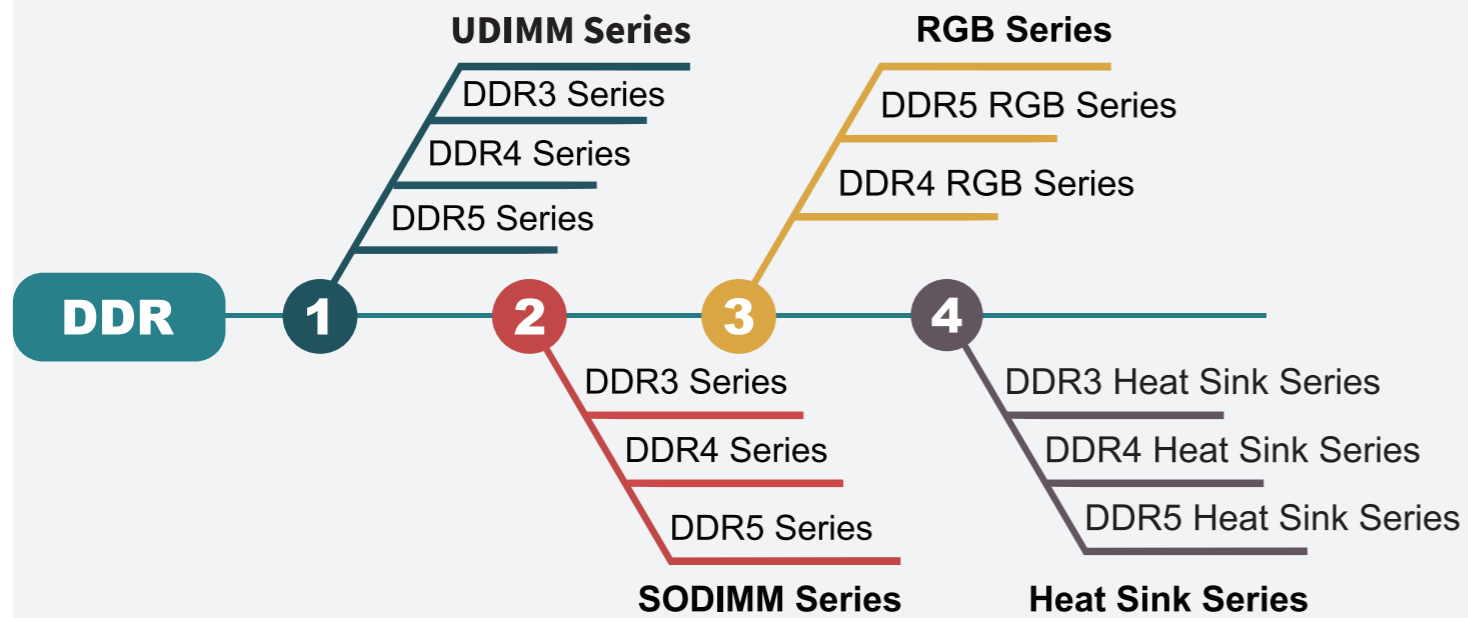 UDIMM Series
DDR3 Series
DDR4 Series
DDR5 Series
RGB Series
DDR5 RGB Series
DDR4 RGB Series
DDR
1
2
3
4
DDR3 Series
DDR4 Series
DDR5 Series
SODIMM Series
DDR3 Heat Sink Series
DDR4 Heat Sink Series
DDR5 Heat Sink Series
Heat Sink Series